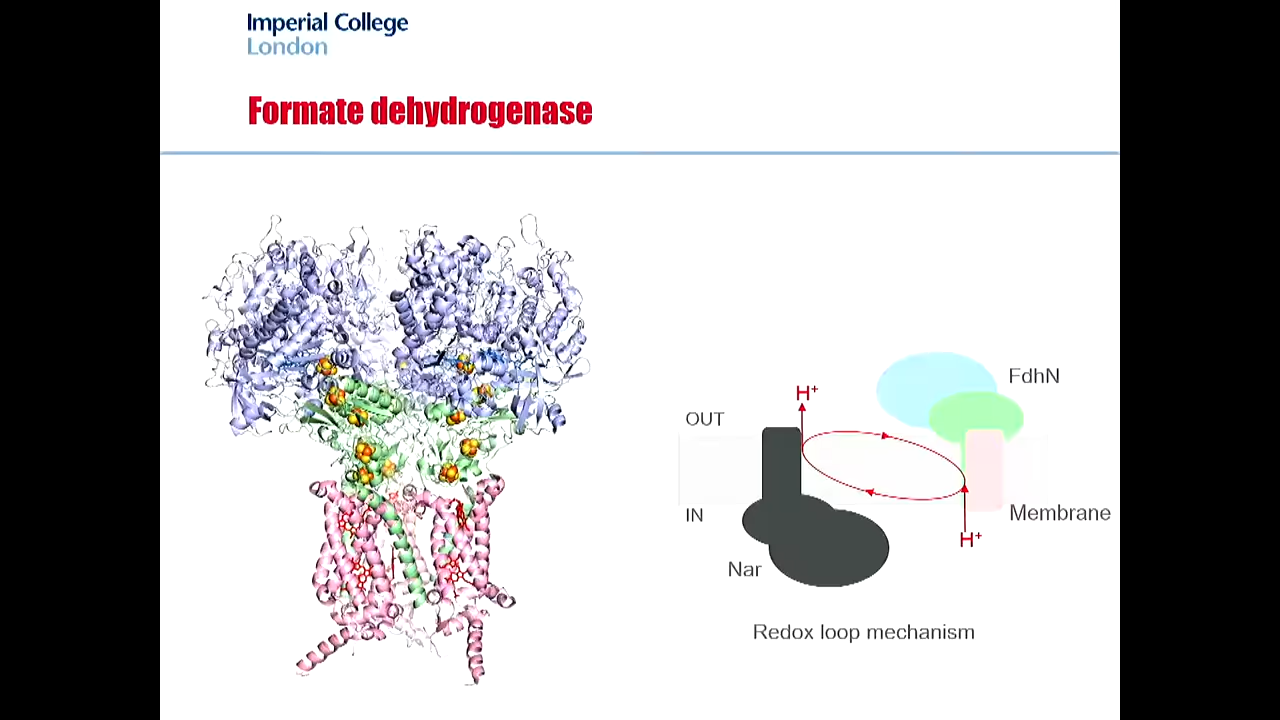 Imperial College
London
Formate dehydrogenase
FdhN
H⁺
OUT
IN
Membrane
H⁺
Nar
Redox loop mechanism